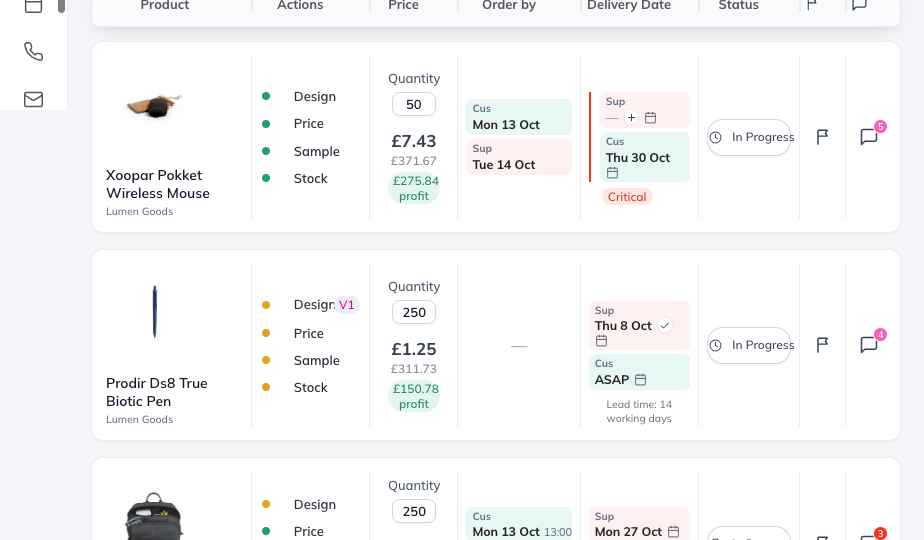 Product Actions Price Order by Delivery Date Status
Xoopar Pokket
Wireless Mouse
Lumen Goods
Design
Price
Sample
Stock
Quantity
50
£7.43
£371.67
£275.84
profit
Cus
Mon 13 Oct
Sup
Tue 14 Oct
Sup
— +
Cus
Thu 30 Oct
Critical
In Progress
5
Prodir Ds8 True
Biotic Pen
Lumen Goods
Design V1
Price
Sample
Stock
Quantity
250
£1.25
£311.73
£150.78
profit
—
Sup
Thu 8 Oct
Cus
ASAP
Lead time: 14
working days
In Progress
4
Design
Price
Quantity
250
Cus
Mon 13 Oct 13:00
Sup
Mon 27 Oct
3